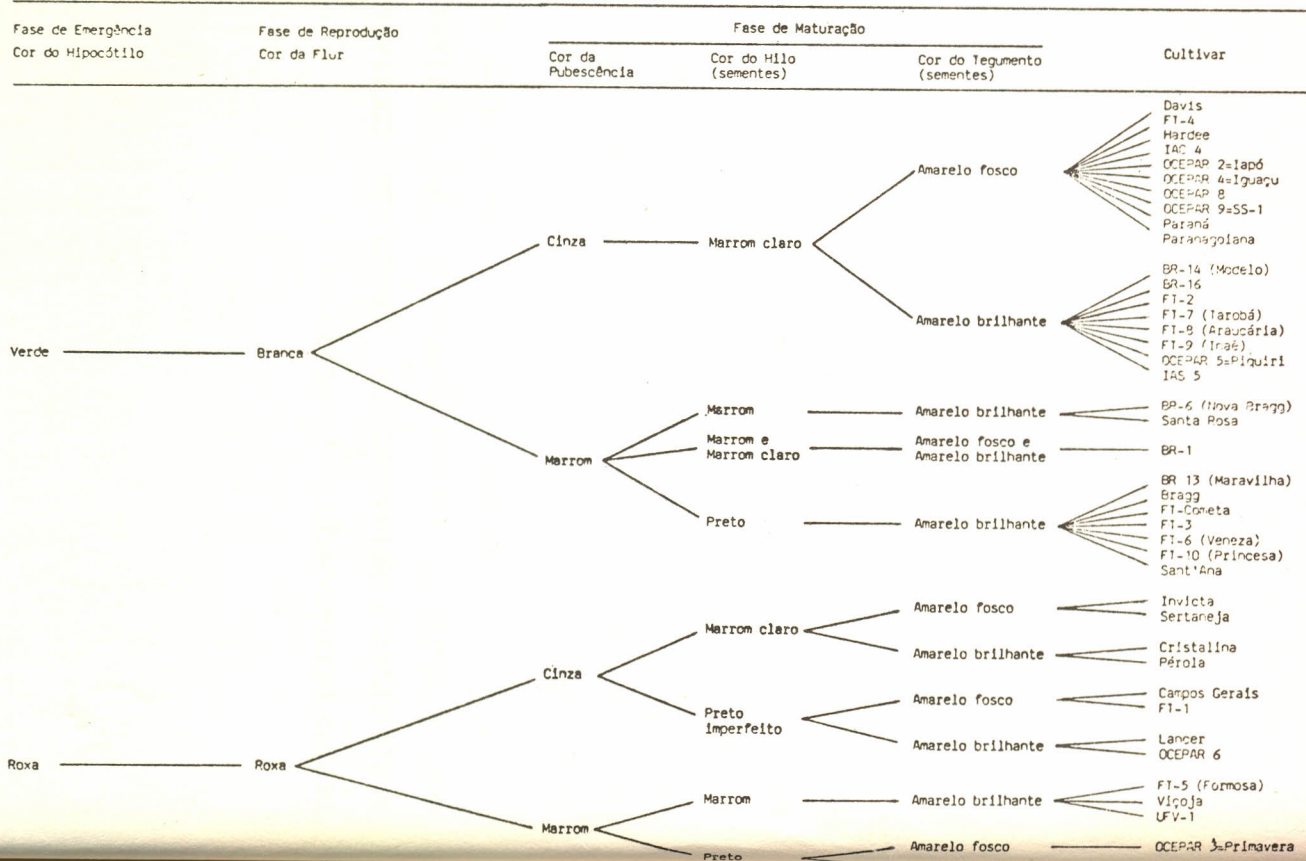 Fase de Emergência
Cor do Hipocótilo
Fase de Reprodução
Cor da Flur
Fase de Maturação
Cor da
Pubescência
Cor do Hilo
(sementes)
Cor do Tegumento
(sementes)
Cultivar
Verde
Branca
Cinza
Marrom claro
Amarelo fosco
Davis
FT-4
Hardee
IAC 4
OCEPAR 2=Iapó
OCEPAR 4=Iguaçu
OCEPAR 8
OCEPAR 9=SS-1
Paraná
Paranagoiana
Amarelo brilhante
BR-14 (Modelo)
BR-16
FT-2
FT-7 (Tarobá)
FT-8 (Araucária)
FT-9 (Inaê)
OCEPAR 5=Piquiri
IAS 5
Marrom
Marrom
Amarelo brilhante
BR-6 (Nova Bragg)
Santa Rosa
Marrom e
Marrom claro
Amarelo fosco e
Amarelo brilhante
BR-1
Preto
Amarelo brilhante
BR 13 (Maravilha)
Bragg
FT-Cometa
FT-3
FT-6 (Veneza)
FT-10 (Princesa)
Sant'Ana
Roxa
Roxa
Cinza
Marrom claro
Amarelo fosco
Invicta
Sertaneja
Amarelo brilhante
Cristalina
Pérola
Preto
imperfeito
Amarelo fosco
Campos Gerais
FT-1
Amarelo brilhante
Lancer
OCEPAR 6
Marrom
Marrom
Amarelo brilhante
FT-5 (Formosa)
Viçoja
UFV-1
Preto
Amarelo fosco
OCEPAR 3=Primavera